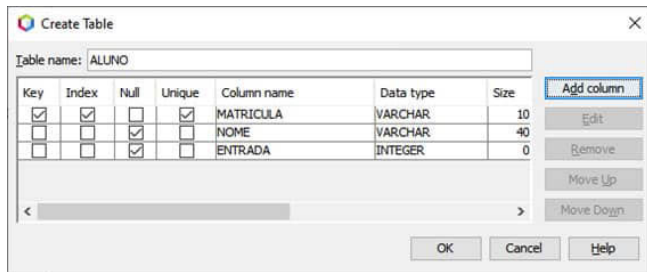 Create Table
Table name: ALUNO
Key Index Null Unique Column name Data type Size
MATRICULA VARCHAR 10
NOME VARCHAR 40
ENTRADA INTEGER 0
Add column
Edit
Remove
Move Up
Move Down
OK Cancel Help